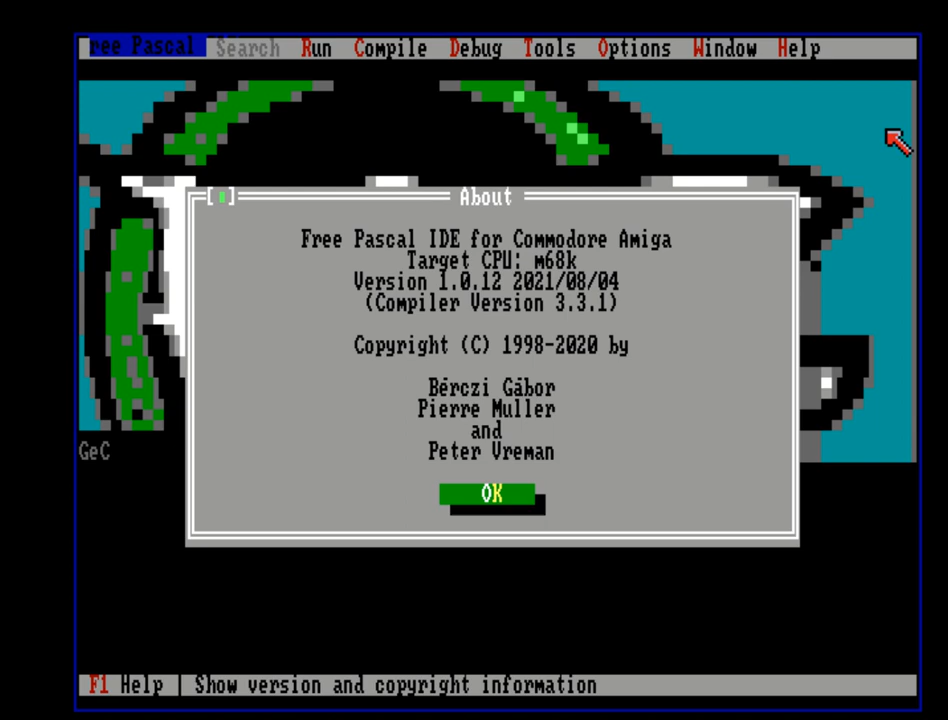 ree Pascal Search Run Compile Debug Tools Options Window Help
About
Free Pascal IDE for Commodore Amiga
Target CPU: m68k
Version 1.0.12 2021/08/04
(Compiler Version 3.3.1)
Copyright (C) 1998-2020 by
Bérczi Gábor
Pierre Muller
and
Peter Vreman
GeC
OK
F1 Help | Show version and copyright information